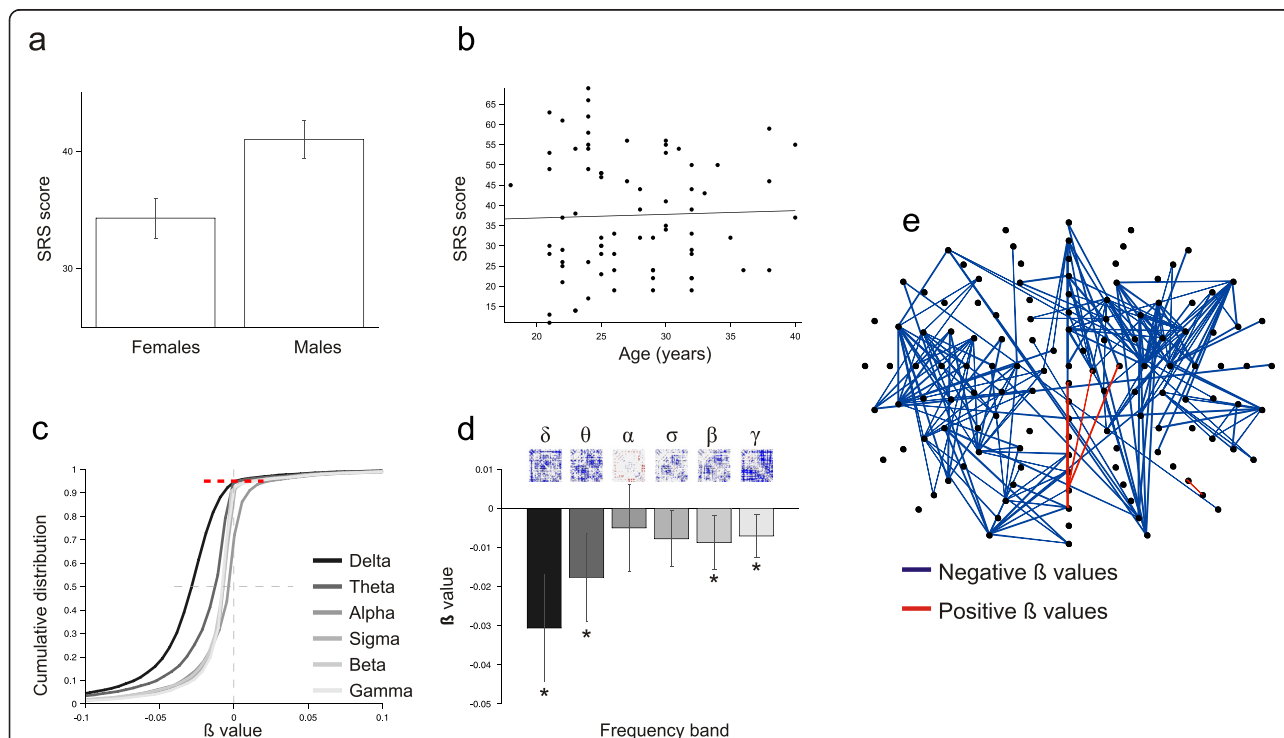 a
SRS score
40
30
Females
Males
b
SRS score
65
60
55
50
45
40
35
30
25
20
15
20
25
30
35
40
Age (years)
c
Cumulative distribution
1
0.9
0.8
0.7
0.6
0.5
0.4
0.3
0.2
0.1
0
-0.1
-0.05
0
0.05
0.1
ß value
Delta
Theta
Alpha
Sigma
Beta
Gamma
d
δ θ α σ β γ
ß value
0.01
0
-0.01
-0.02
-0.03
-0.04
-0.05
* * * *
Frequency band
e
Negative ß values
Positive ß values